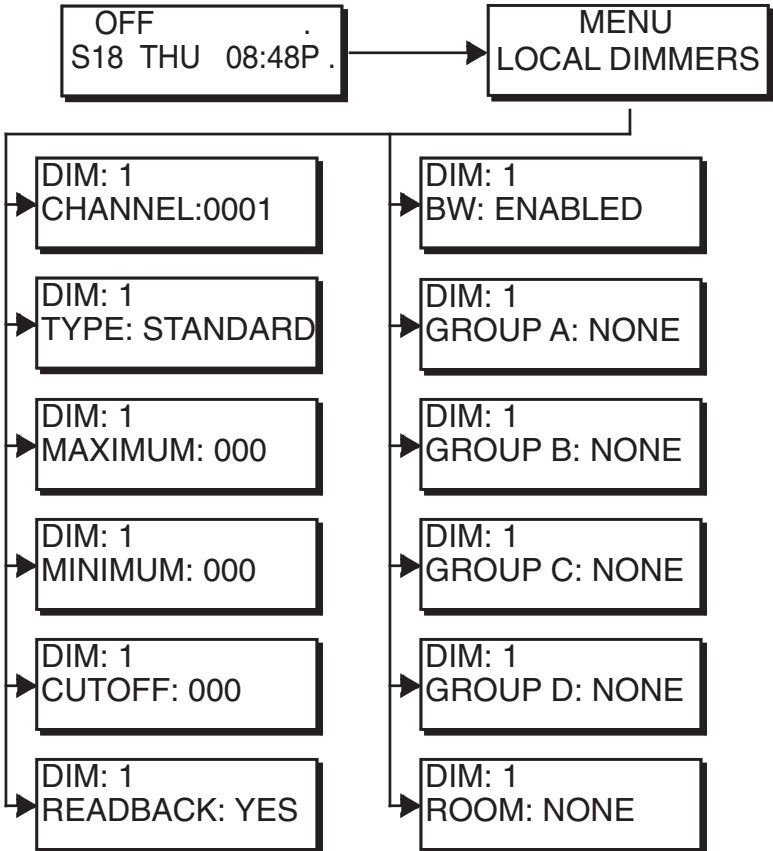 OFF .
S18 THU 08:48P .
MENU
LOCAL DIMMERS
DIM: 1
CHANNEL:0001
DIM: 1
TYPE: STANDARD
DIM: 1
MAXIMUM: 000
DIM: 1
MINIMUM: 000
DIM: 1
CUTOFF: 000
DIM: 1
READBACK: YES
DIM: 1
BW: ENABLED
DIM: 1
GROUP A: NONE
DIM: 1
GROUP B: NONE
DIM: 1
GROUP C: NONE
DIM: 1
GROUP D: NONE
DIM: 1
ROOM: NONE